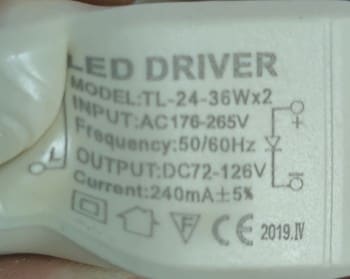 LED DRIVER
MODEL:TL-24-36Wx2
INPUT:AC176-265V
Frequency:50/60Hz
OUTPUT:DC72-126V
Current:240mA±5%
L
+
-
F
CE 2019.IV